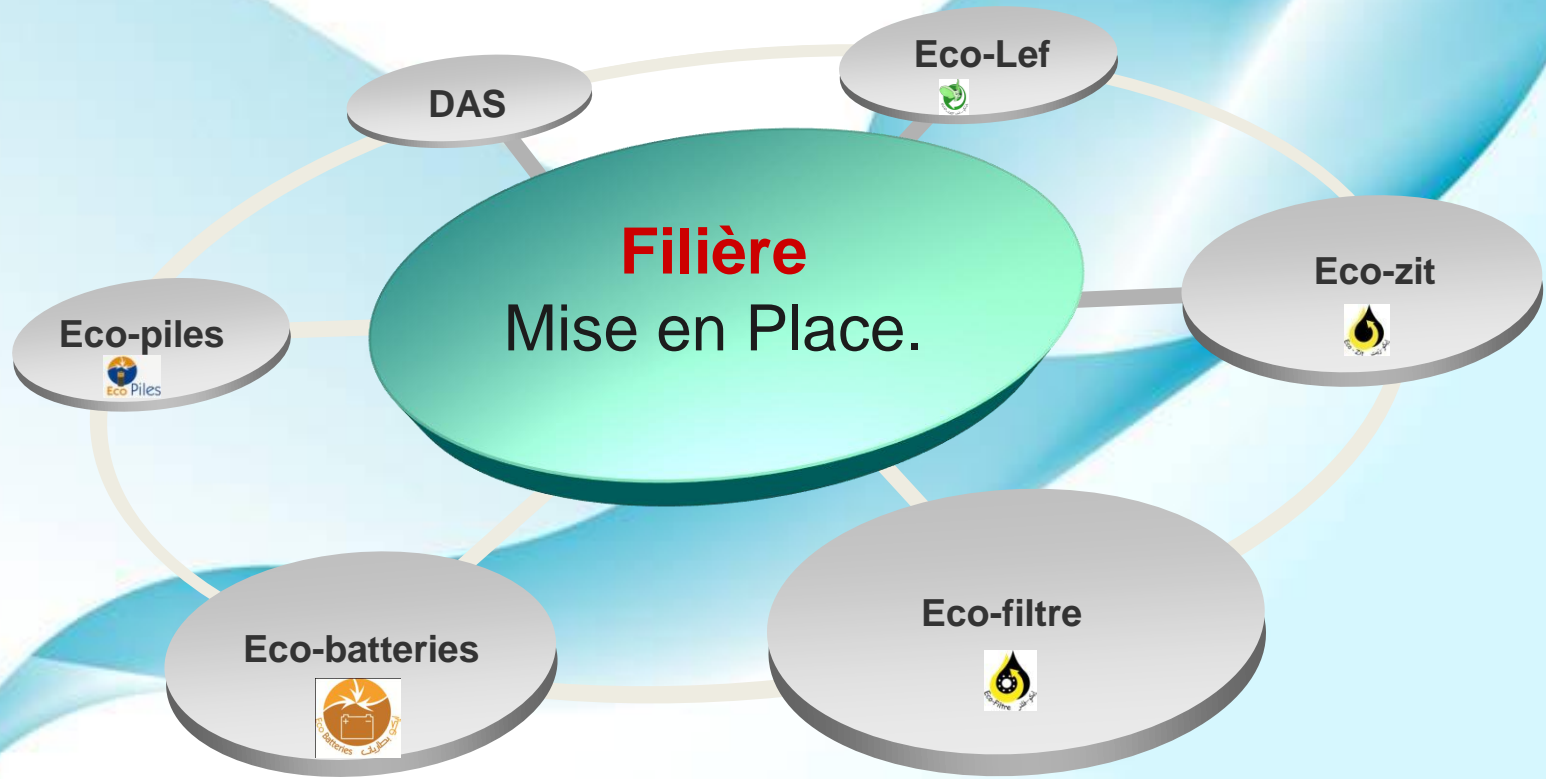 Eco-Lef
DAS
Filière
Mise en Place.
Eco-zit
Eco-piles
Eco Piles
Eco-filtre
Eco-Filtre
Eco-batteries
Eco Batteries